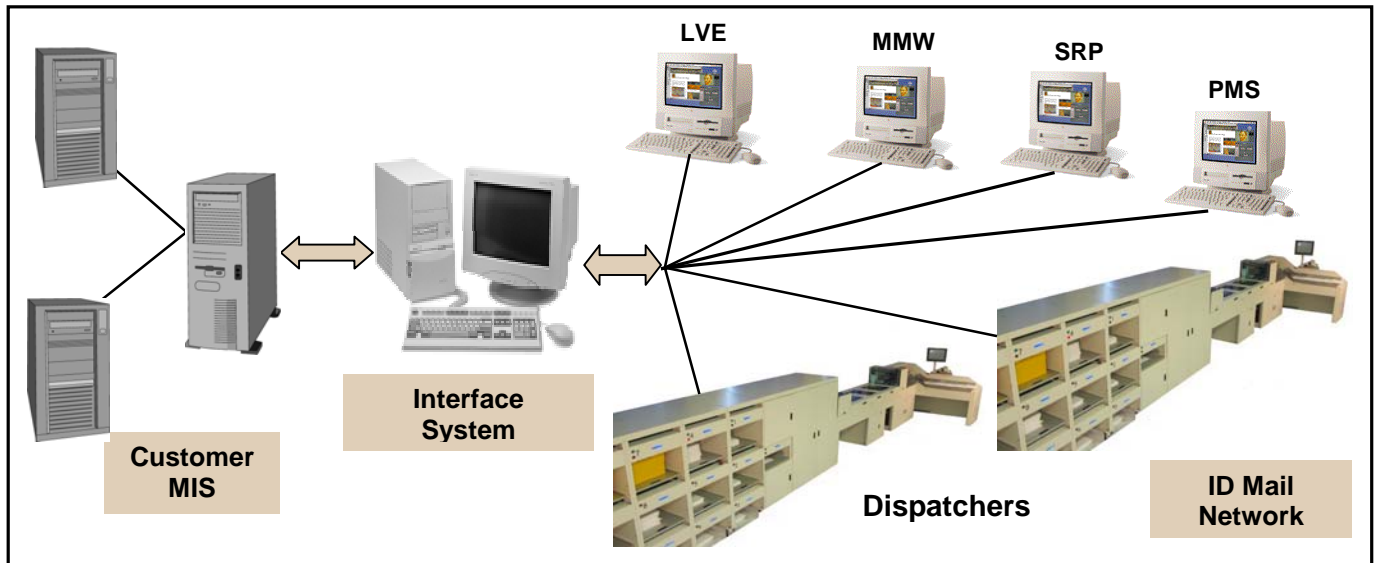 LVE
MMW
SRP
PMS
Interface
System
Customer
MIS
Dispatchers
ID Mail
Network